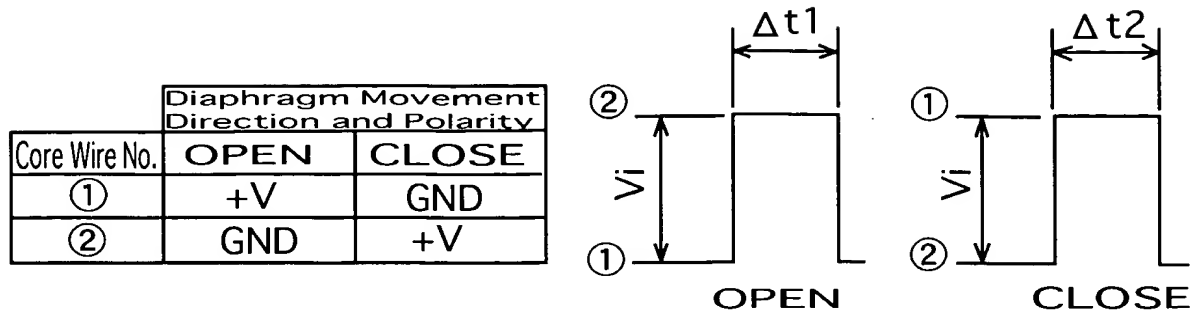 Diaphragm Movement
Direction and Polarity
Core Wire No. OPEN CLOSE
① +V GND
② GND +V
Δt1
②
Vi
①
OPEN
Δt2
①
Vi
②
CLOSE